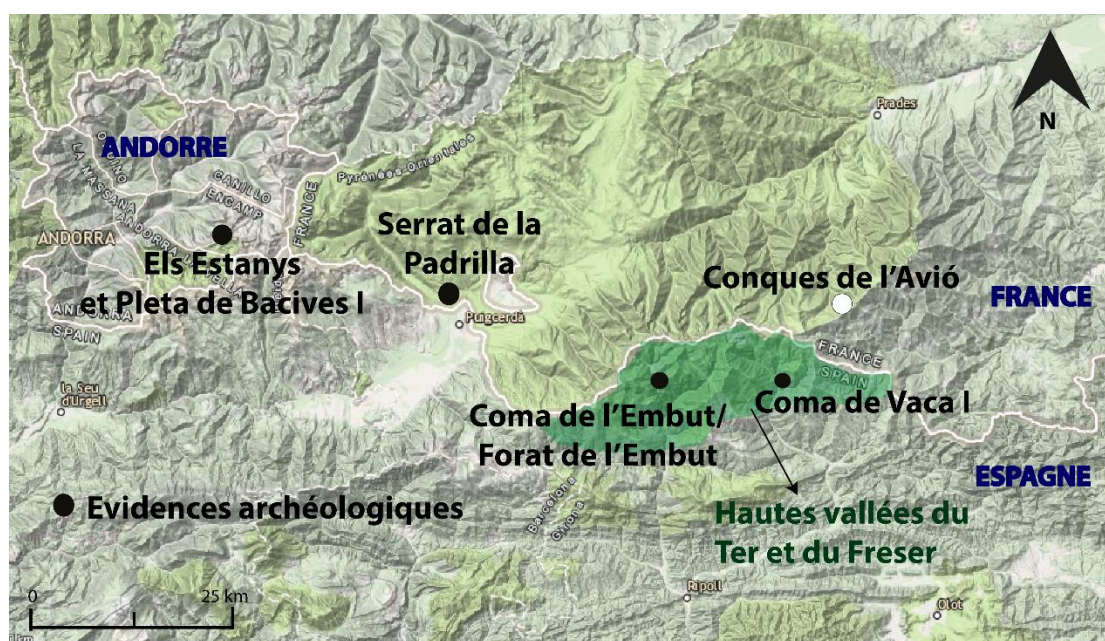 N
Prades
ANDORRE
ORDINO
LA MASSANA
CANILLO
ENCAMP
Pyrénées-Orientales
FRANCE
ANDORRA
ANDORRA
Els Estanys
et Pleta de Bacives I
Serrat de la
Padrilla
Puigcerdà
Conques de l'Avió
FRANCE
ANDORRA
SPAIN
la Seu
d'Urgell
FRANCE
SPAIN
Coma de l'Embut/
Forat de l'Embut
Coma de Vaca I
ESPAGNE
Evidences archéologiques
Barcelona
Girona
Hautes vallées du
Ter et du Freser
Ripoll
Olot
0
25 km
km